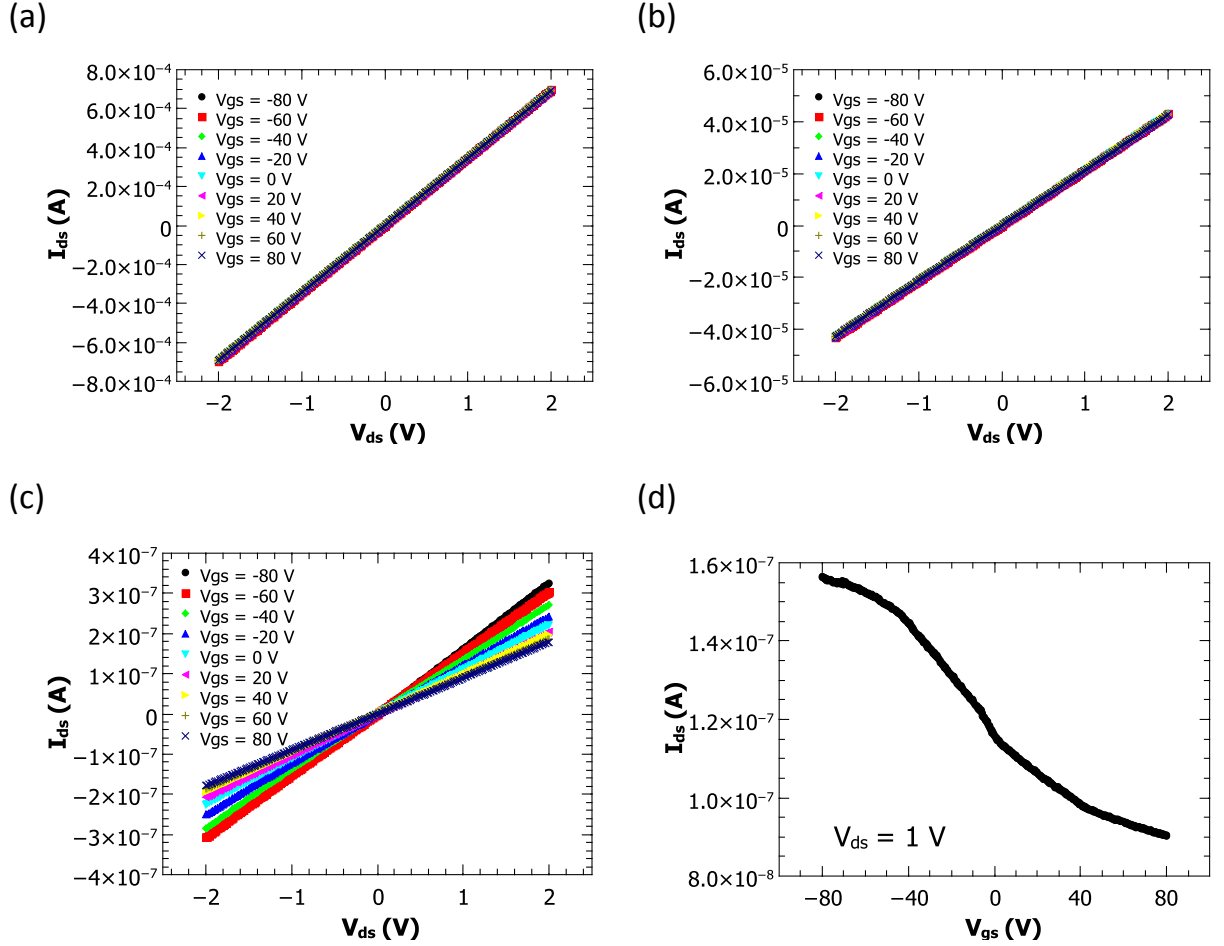 (a)
8.0×10⁻⁴
6.0×10⁻⁴
4.0×10⁻⁴
2.0×10⁻⁴
0
−2.0×10⁻⁴
−4.0×10⁻⁴
−6.0×10⁻⁴
−8.0×10⁻⁴
Ids (A)
Vgs = -80 V
Vgs = -60 V
Vgs = -40 V
Vgs = -20 V
Vgs = 0 V
Vgs = 20 V
Vgs = 40 V
Vgs = 60 V
Vgs = 80 V
−2 −1 0 1 2
Vds (V)
(b)
6.0×10⁻⁵
4.0×10⁻⁵
2.0×10⁻⁵
0
−2.0×10⁻⁵
−4.0×10⁻⁵
−6.0×10⁻⁵
Ids (A)
Vgs = -80 V
Vgs = -60 V
Vgs = -40 V
Vgs = -20 V
Vgs = 0 V
Vgs = 20 V
Vgs = 40 V
Vgs = 60 V
Vgs = 80 V
−2 −1 0 1 2
Vds (V)
(c)
4×10⁻⁷
3×10⁻⁷
2×10⁻⁷
1×10⁻⁷
0
−1×10⁻⁷
−2×10⁻⁷
−3×10⁻⁷
−4×10⁻⁷
Ids (A)
Vgs = -80 V
Vgs = -60 V
Vgs = -40 V
Vgs = -20 V
Vgs = 0 V
Vgs = 20 V
Vgs = 40 V
Vgs = 60 V
Vgs = 80 V
−2 −1 0 1 2
Vds (V)
(d)
1.6×10⁻⁷
1.4×10⁻⁷
1.2×10⁻⁷
1.0×10⁻⁷
8.0×10⁻⁸
Ids (A)
Vds = 1 V
−80 −40 0 40 80
Vgs (V)